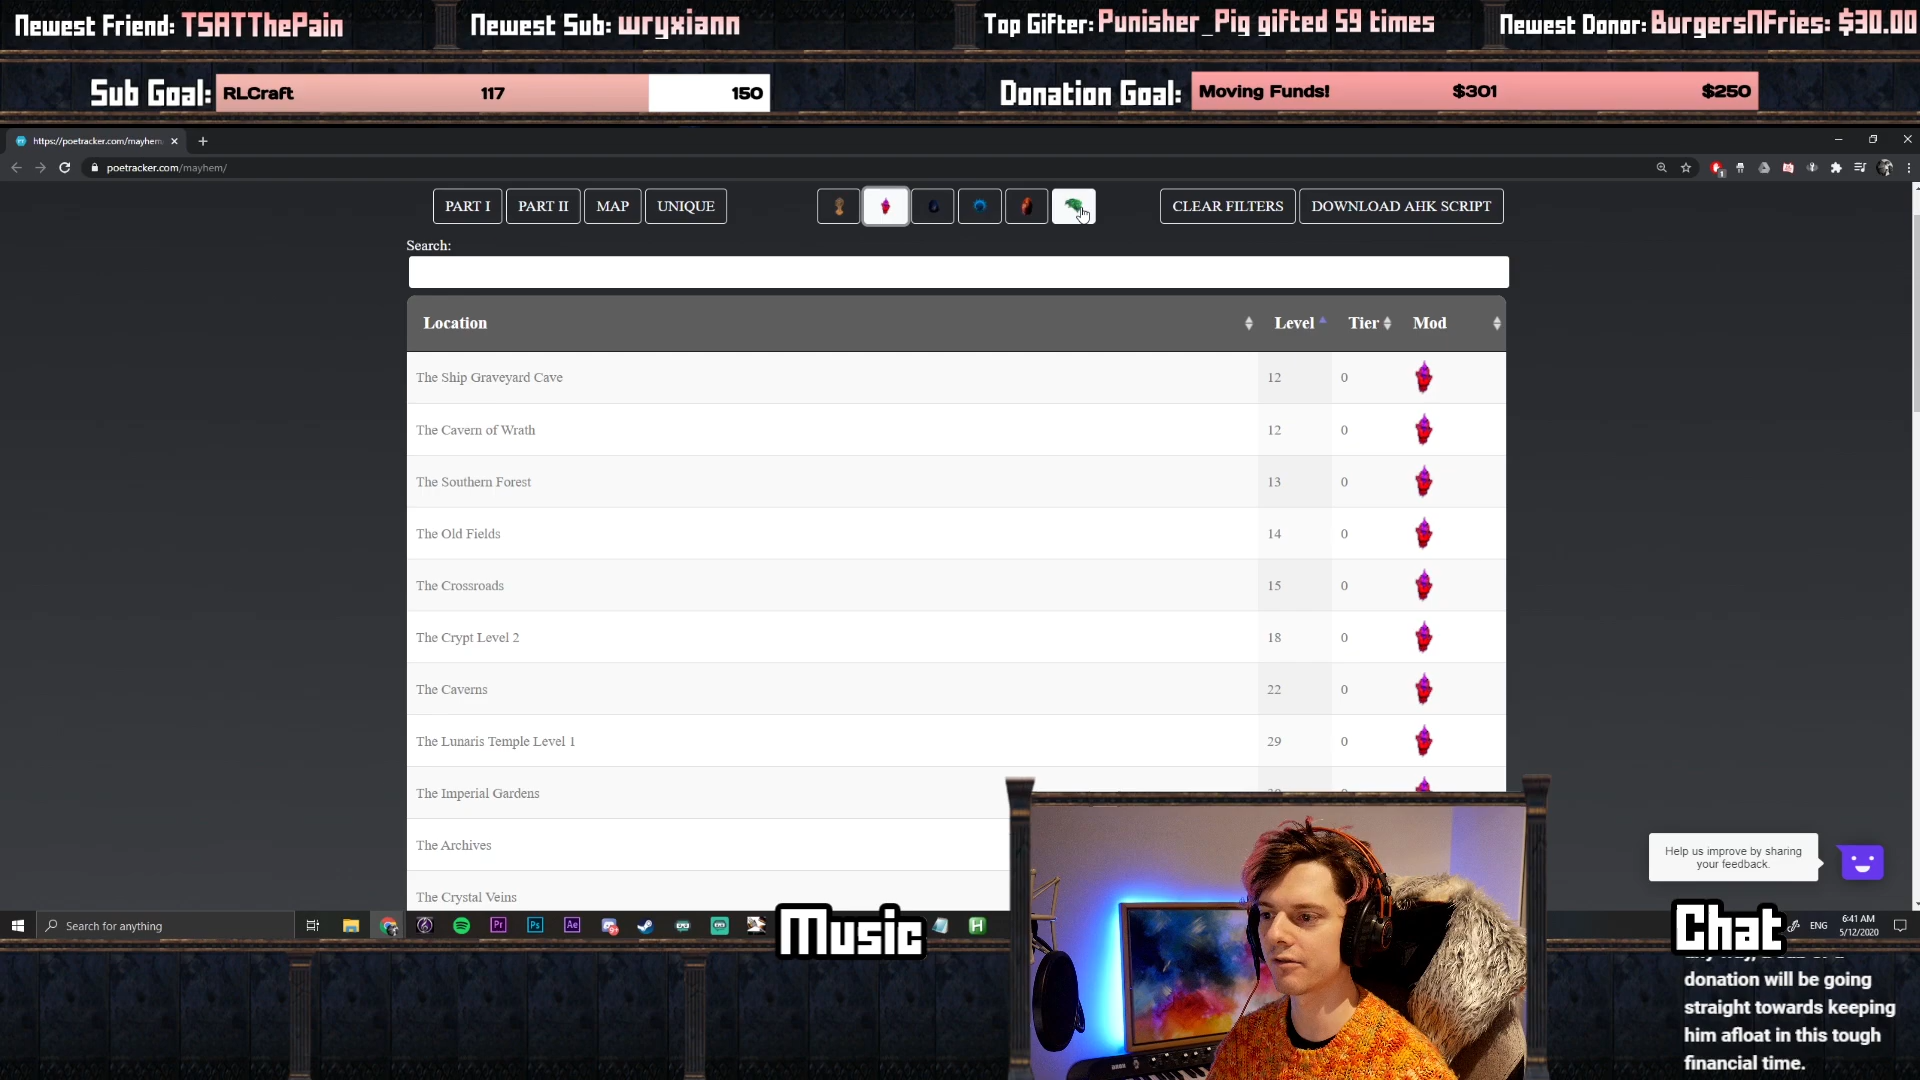 Newest Friend: TSATThePain
Newest Sub: wryxiann
Top Gifter: Punisher_Pig gifted 59 times
Newest Donor: BurgersNFries: $30.00
Sub Goal: RLCraft 117 150
Donation Goal: Moving Funds! $301 $250
https://poetracker.com/mayhem
poetracker.com/mayhem/
PART I PART II MAP UNIQUE CLEAR FILTERS DOWNLOAD AHK SCRIPT
Search:
Location Level Tier Mod
The Ship Graveyard Cave 12 0
The Cavern of Wrath 12 0
The Southern Forest 13 0
The Old Fields 14 0
The Crossroads 15 0
The Crypt Level 2 18 0
The Caverns 22 0
The Lunaris Temple Level 1 29 0
The Imperial Gardens
The Archives
The Crystal Veins
Help us improve by sharing
your feedback.
Search for anything
Pr Ps Ae
H
ENG
6:41 AM
5/12/2020
Music
Chat
donation will be going
straight towards keeping
him afloat in this tough
financial time.